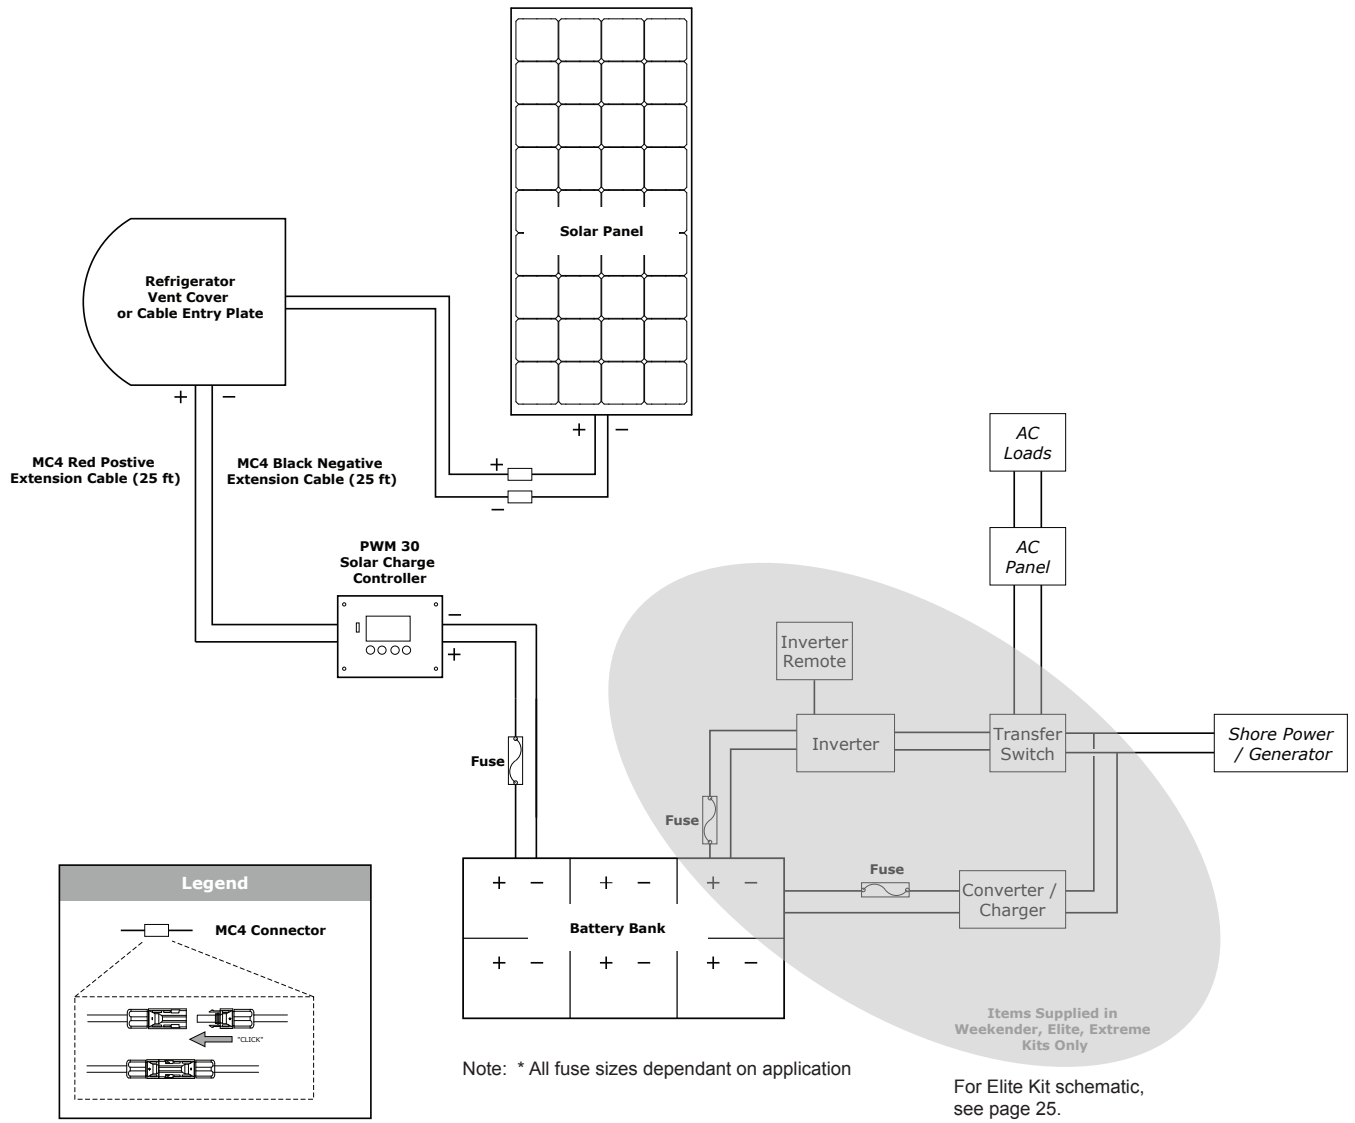 Solar Panel
Refrigerator
Vent Cover
or Cable Entry Plate
+ −
+ −
MC4 Red Postive
Extension Cable (25 ft)
MC4 Black Negative
Extension Cable (25 ft)
+
−
AC
Loads
AC
Panel
PWM 30
Solar Charge
Controller
−
+
Inverter
Remote
Inverter
Transfer
Switch
Shore Power
/ Generator
Fuse
Fuse
Fuse
Converter /
Charger
+ − + − + −
Battery Bank
+ − + − + −
Legend
MC4 Connector
"CLICK"
Items Supplied in
Weekender, Elite, Extreme
Kits Only
Note: * All fuse sizes dependant on application
For Elite Kit schematic,
see page 25.